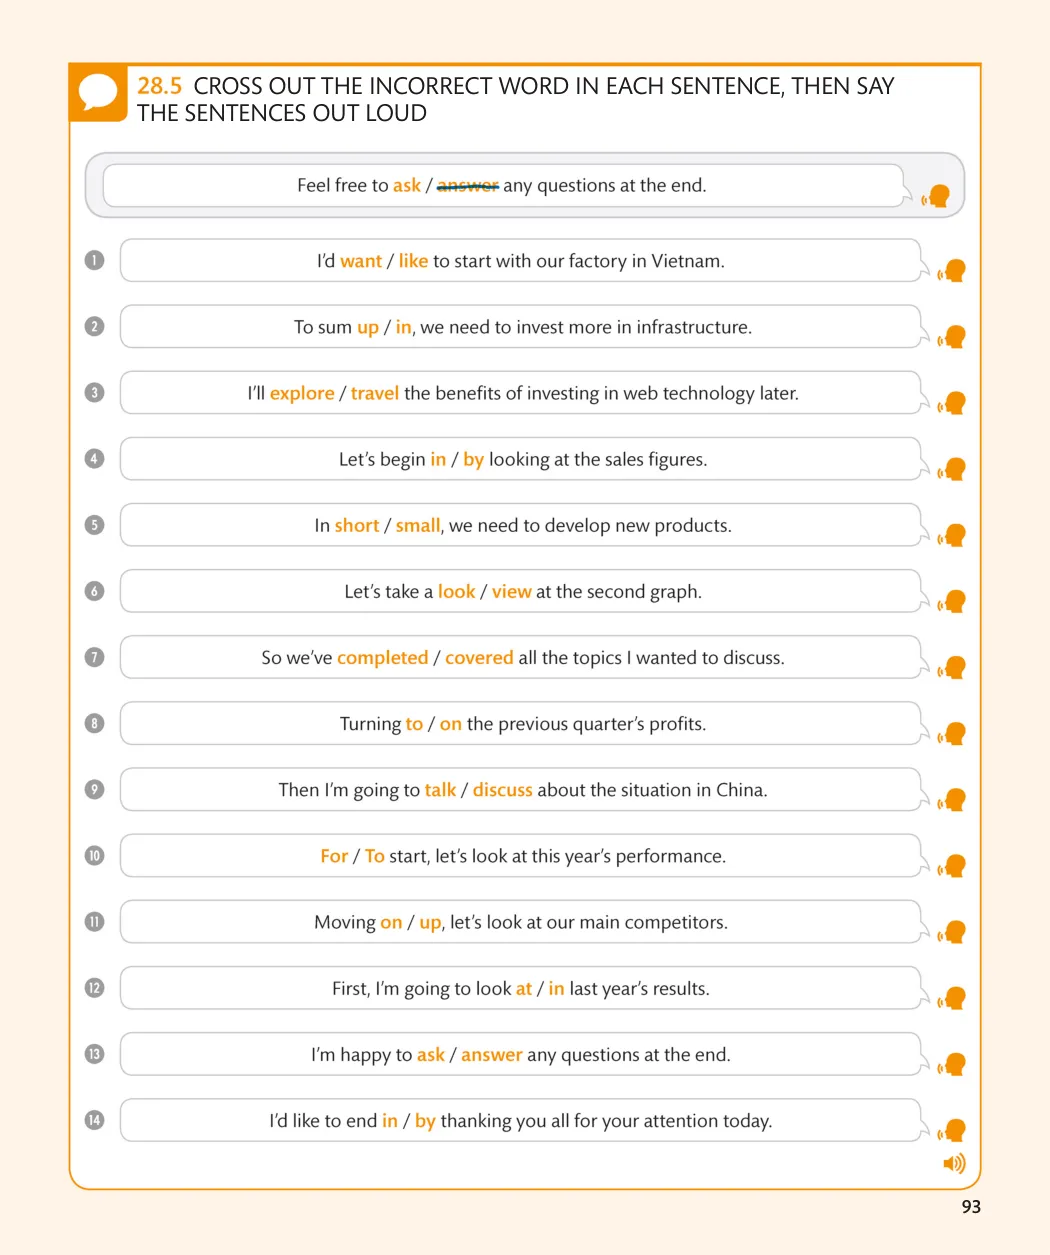 28.5 CROSS OUT THE INCORRECT WORD IN EACH SENTENCE, THEN SAY
THE SENTENCES OUT LOUD
Feel free to ask / answer any questions at the end.
1 I’d want / like to start with our factory in Vietnam.
2 To sum up / in, we need to invest more in infrastructure.
3 I’ll explore / travel the benefits of investing in web technology later.
4 Let’s begin in / by looking at the sales figures.
5 In short / small, we need to develop new products.
6 Let’s take a look / view at the second graph.
7 So we’ve completed / covered all the topics I wanted to discuss.
8 Turning to / on the previous quarter’s profits.
9 Then I’m going to talk / discuss about the situation in China.
10 For / To start, let’s look at this year’s performance.
11 Moving on / up, let’s look at our main competitors.
12 First, I’m going to look at / in last year’s results.
13 I’m happy to ask / answer any questions at the end.
14 I’d like to end in / by thanking you all for your attention today.
93